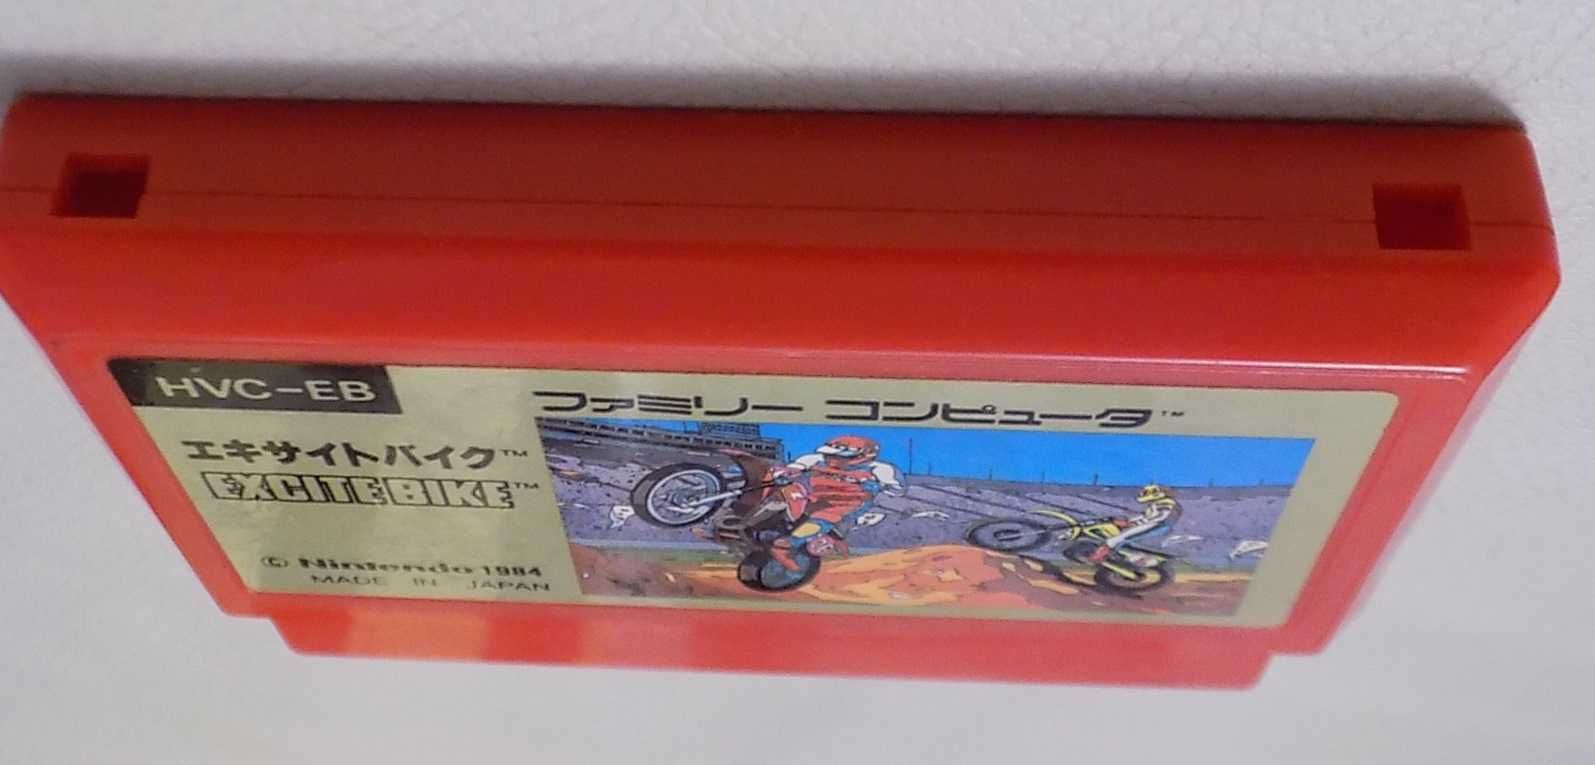 HVC-EB
ファミリー コンピュータ™
エキサイトバイク™
EXCITEBIKE™
© Nintendo 1984
MADE IN JAPAN